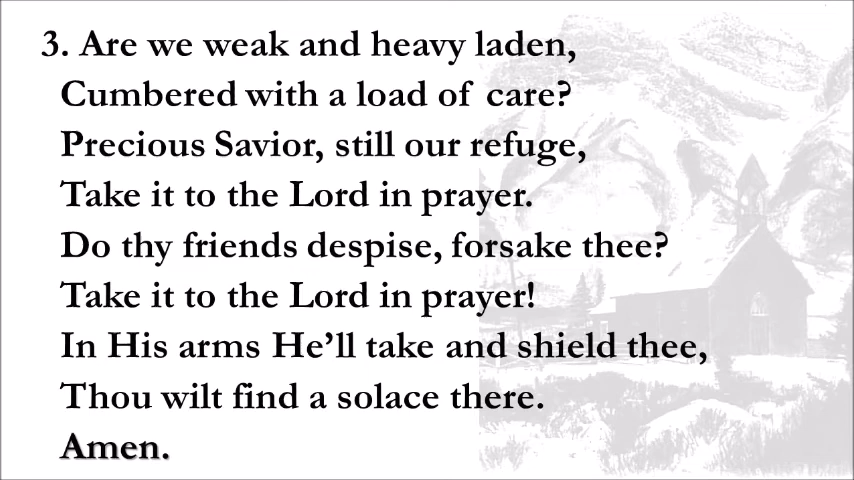 3. Are we weak and heavy laden,
Cumbered with a load of care?
Precious Savior, still our refuge,
Take it to the Lord in prayer.
Do thy friends despise, forsake thee?
Take it to the Lord in prayer!
In His arms He’ll take and shield thee,
Thou wilt find a solace there.
Amen.